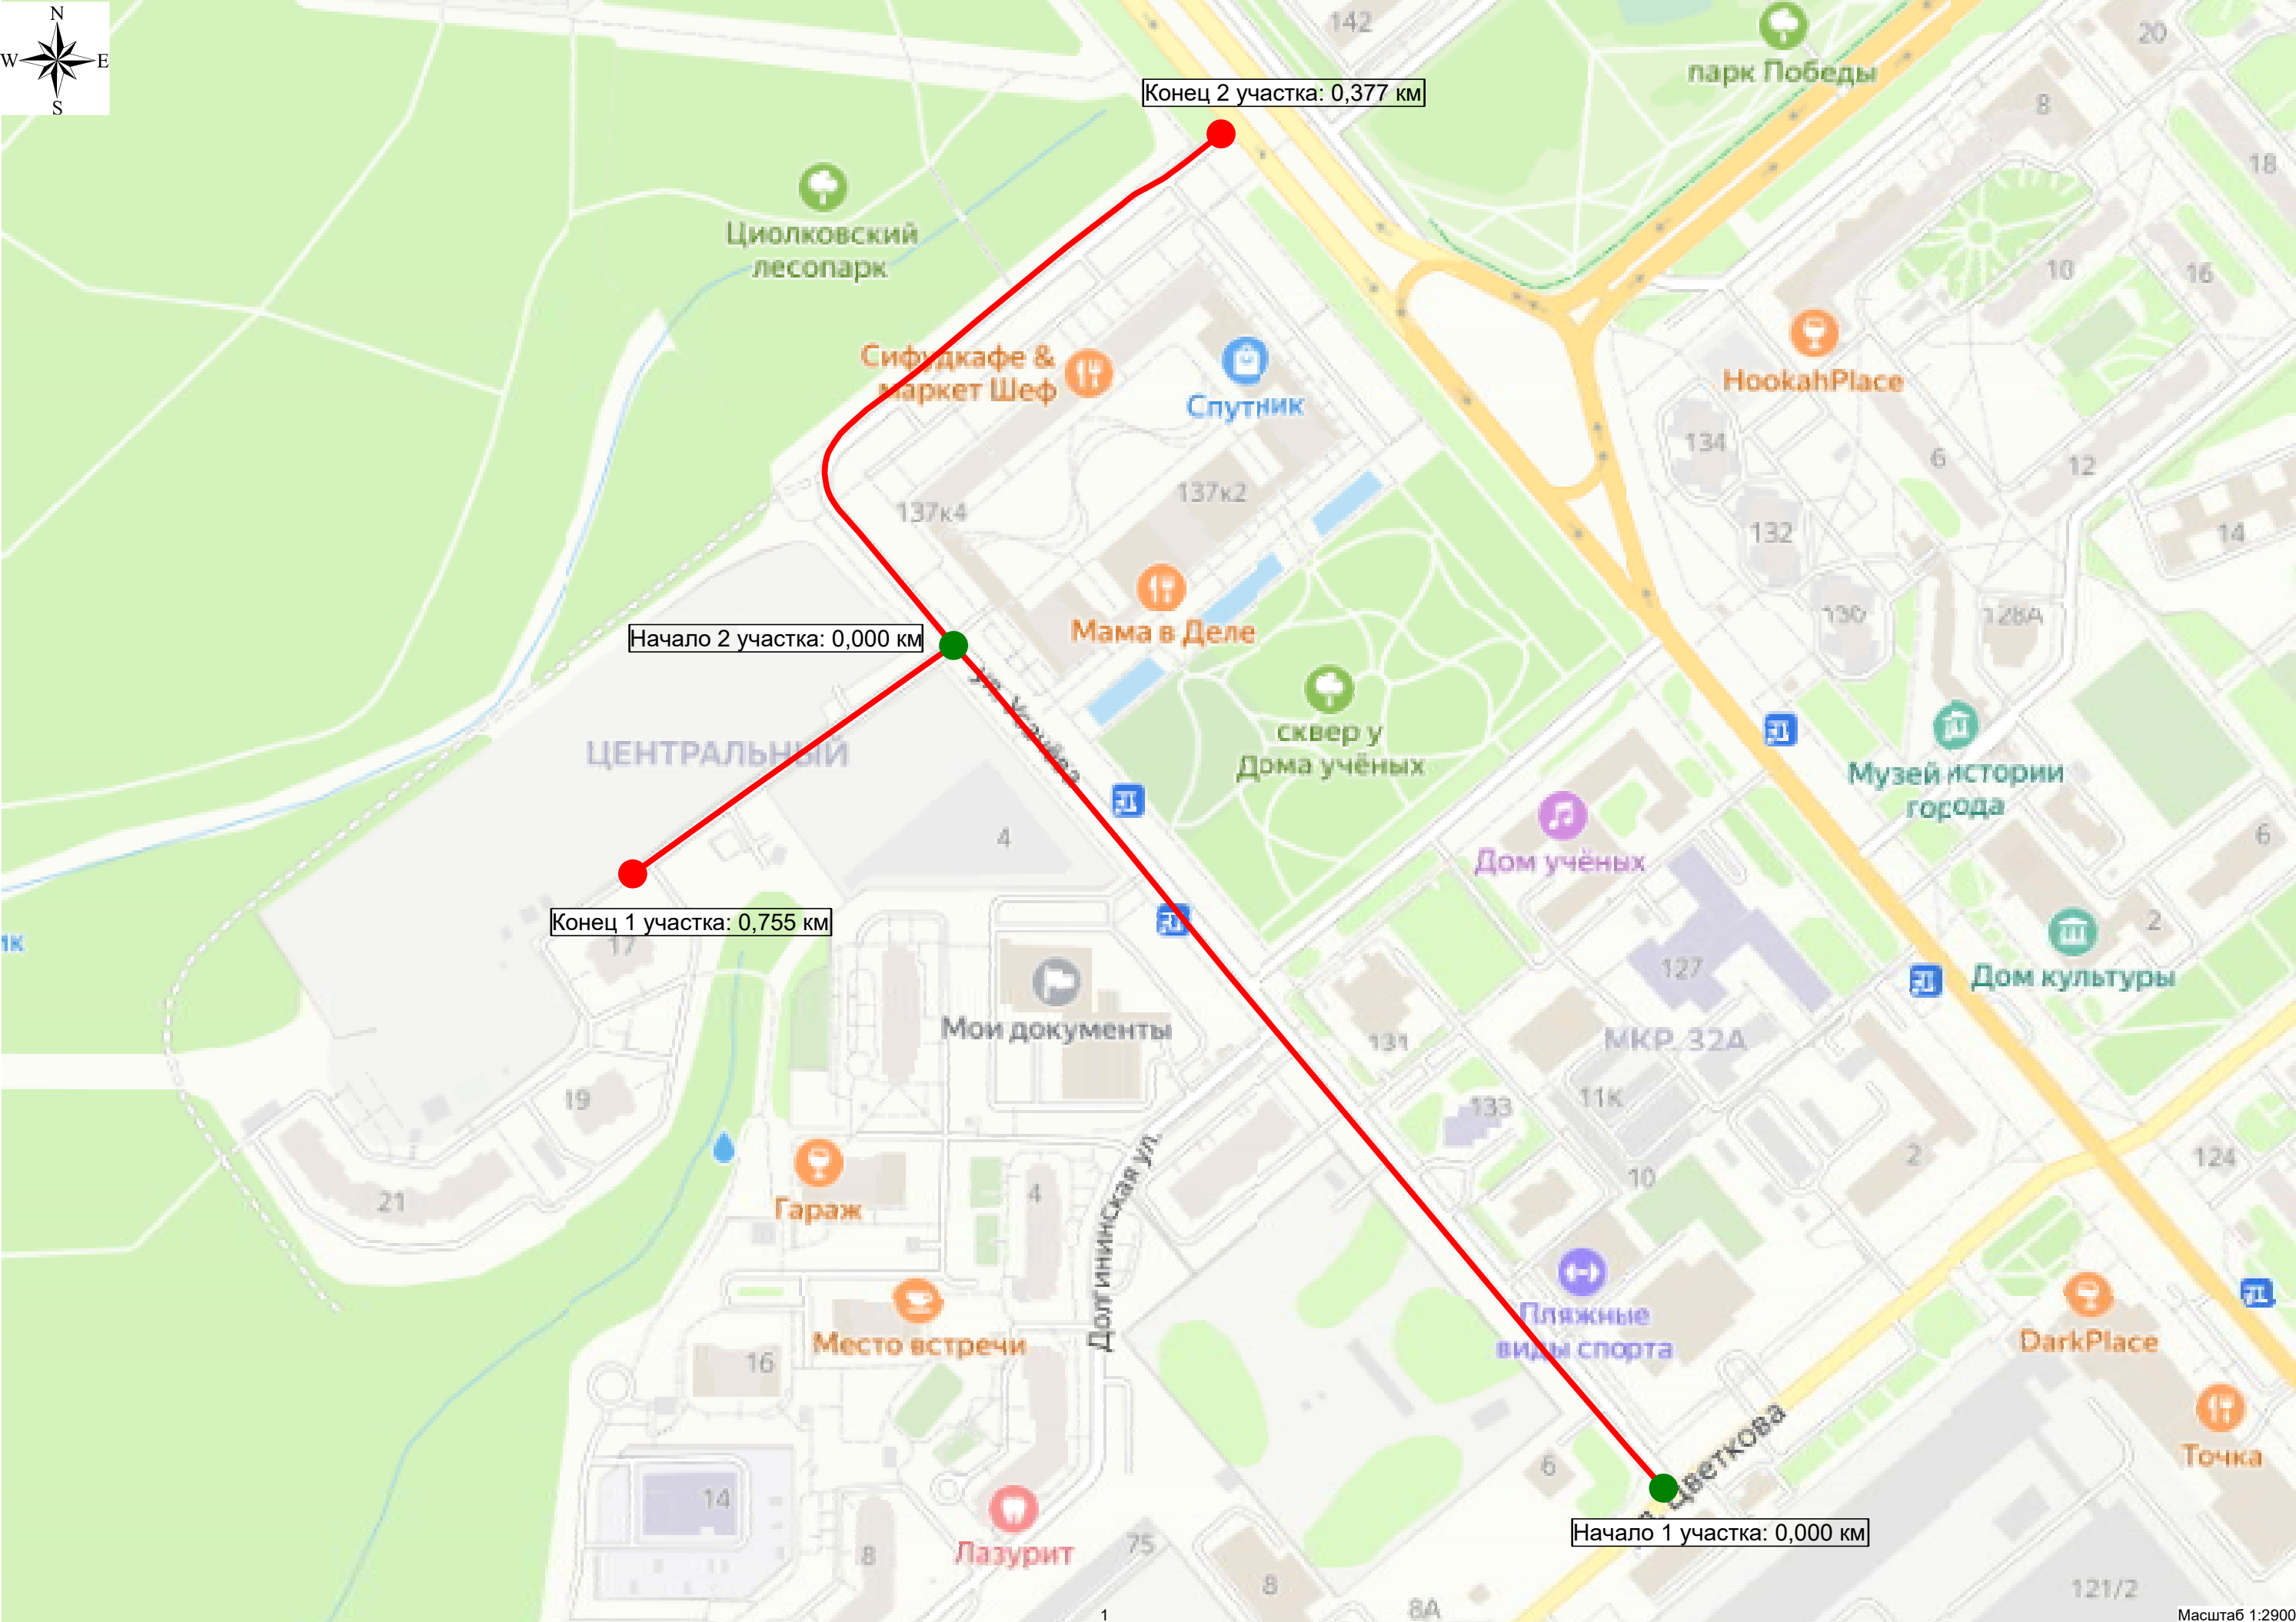 N
W E
S
142
парк Победы
20
8
18
Конец 2 участка: 0,377 км
Циолковский
лесопарк
10
16
Сифудкафе &
маркет Шеф
Спутник
HookahPlace
134
6
12
137к2
137к4
132
14
Мама в Деле
130
128А
Начало 2 участка: 0,000 км
ул. Усачёва
сквер у
Дома учёных
ЦЕНТРАЛЬНЫЙ
Музей истории
города
4
Дом учёных
6
Конец 1 участка: 0,755 км
2
17
127
Дом культуры
Мои документы
131
МКР. 32А
19
133
11К
2
124
21
4
10
Гараж
Долгининская ул.
Место встречи
16
Пляжные
виды спорта
DarkPlace
Цветкова
Точка
6
14
Начало 1 участка: 0,000 км
Лазурит
8
75
8
8А
121/2
1
Масштаб 1:2900